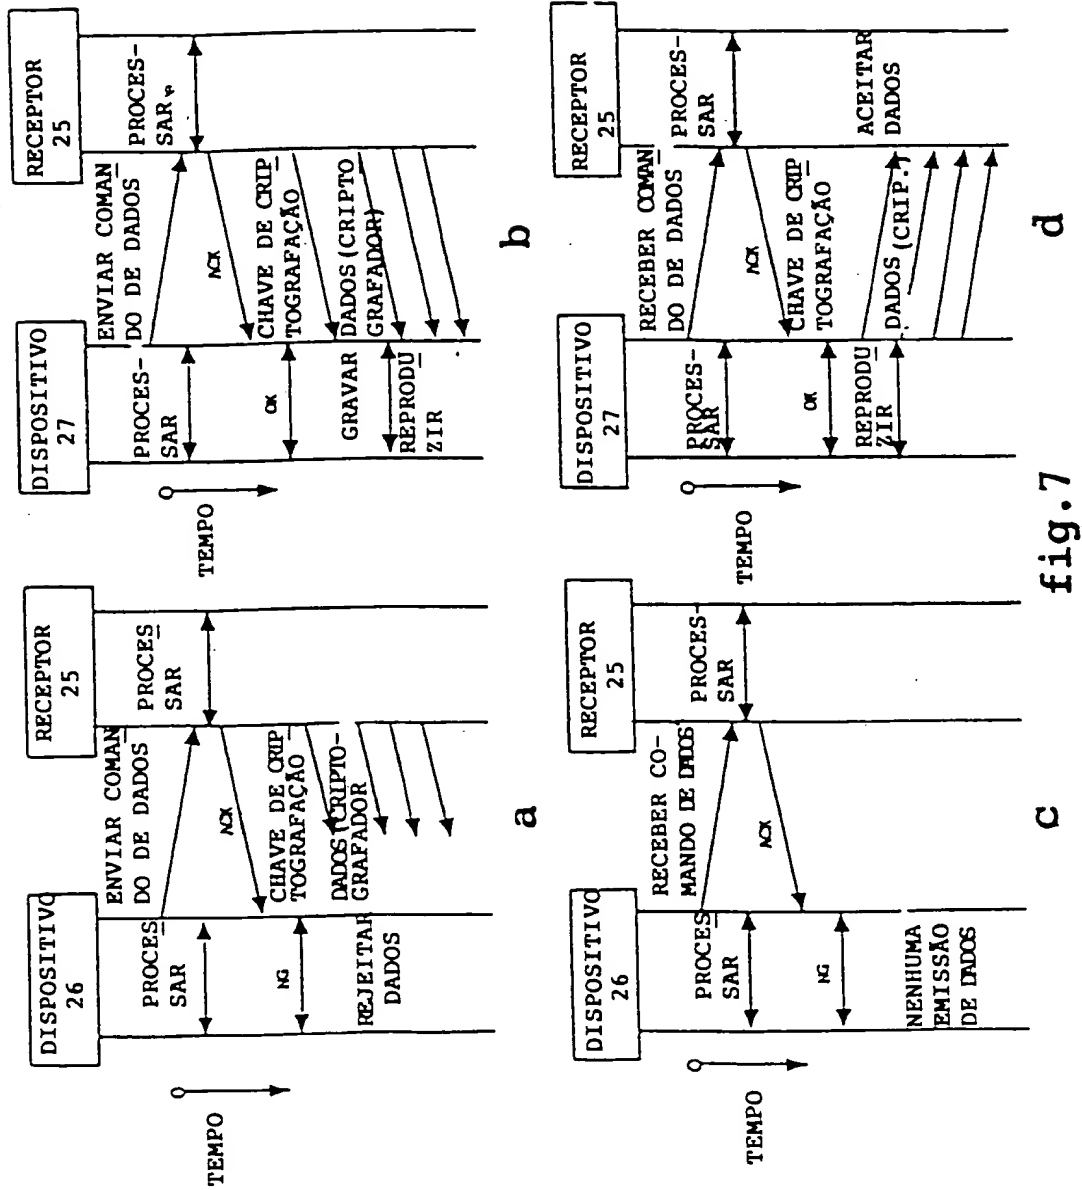 DISPOSITIVO
26
RECEPTOR
25
TEMPO
PROCES
SAR
ENVIAR COMAN
DO DE DADOS
PROCES
SAR
ACK
NG
CHAVE DE CRIP
TOGRAFAÇÃO
DADOS (CRIPTO-
GRAFADOR
REJEITAR
DADOS
a
DISPOSITIVO
27
RECEPTOR
25
TEMPO
PROCES-
SAR
ENVIAR COMAN
DO DE DADOS
PROCES-
SAR
ACK
OK
CHAVE DE CRIP
TOGRAFAÇÃO
DADOS (CRIPTO
GRAFADOR)
GRAVAR
REPRODU
ZIR
b
DISPOSITIVO
26
RECEPTOR
25
TEMPO
PROCES
SAR
RECEBER CO-
MANDO DE DADOS
PROCES
SAR
ACK
NG
NENHUMA
EMISSÃO
DE DADOS
c
DISPOSITIVO
27
RECEPTOR
25
TEMPO
PROCES-
SAR
RECEBER COMAN
DO DE DADOS
PROCES-
SAR
ACK
OK
CHAVE DE CRIP
TOGRAFAÇÃO
REPRODU
ZIR
DADOS (CRIP.)
ACEITAR
DADOS
d
fig.7